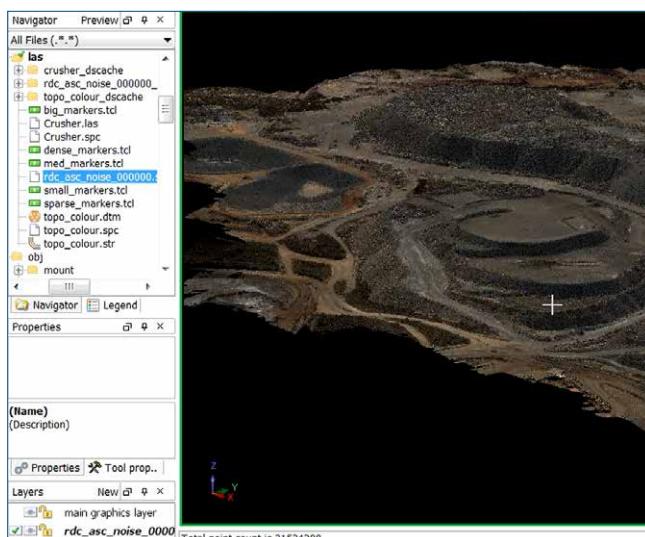 Navigator Preview
All Files (.*.*)
las
crusher_dscache
rdc_asc_noise_000000_
topo_colour_dscache
big_markers.tcl
Crusher.las
Crusher.spc
dense_markers.tcl
med_markers.tcl
rdc_asc_noise_000000.s
small_markers.tcl
sparse_markers.tcl
topo_colour.dtm
topo_colour.spc
topo_colour.str
obj
mount
Navigator Legend
Properties
(Name)
(Description)
Properties Tool prop..
Layers New
main graphics layer
rdc_asc_noise_0000
Z
Y
X